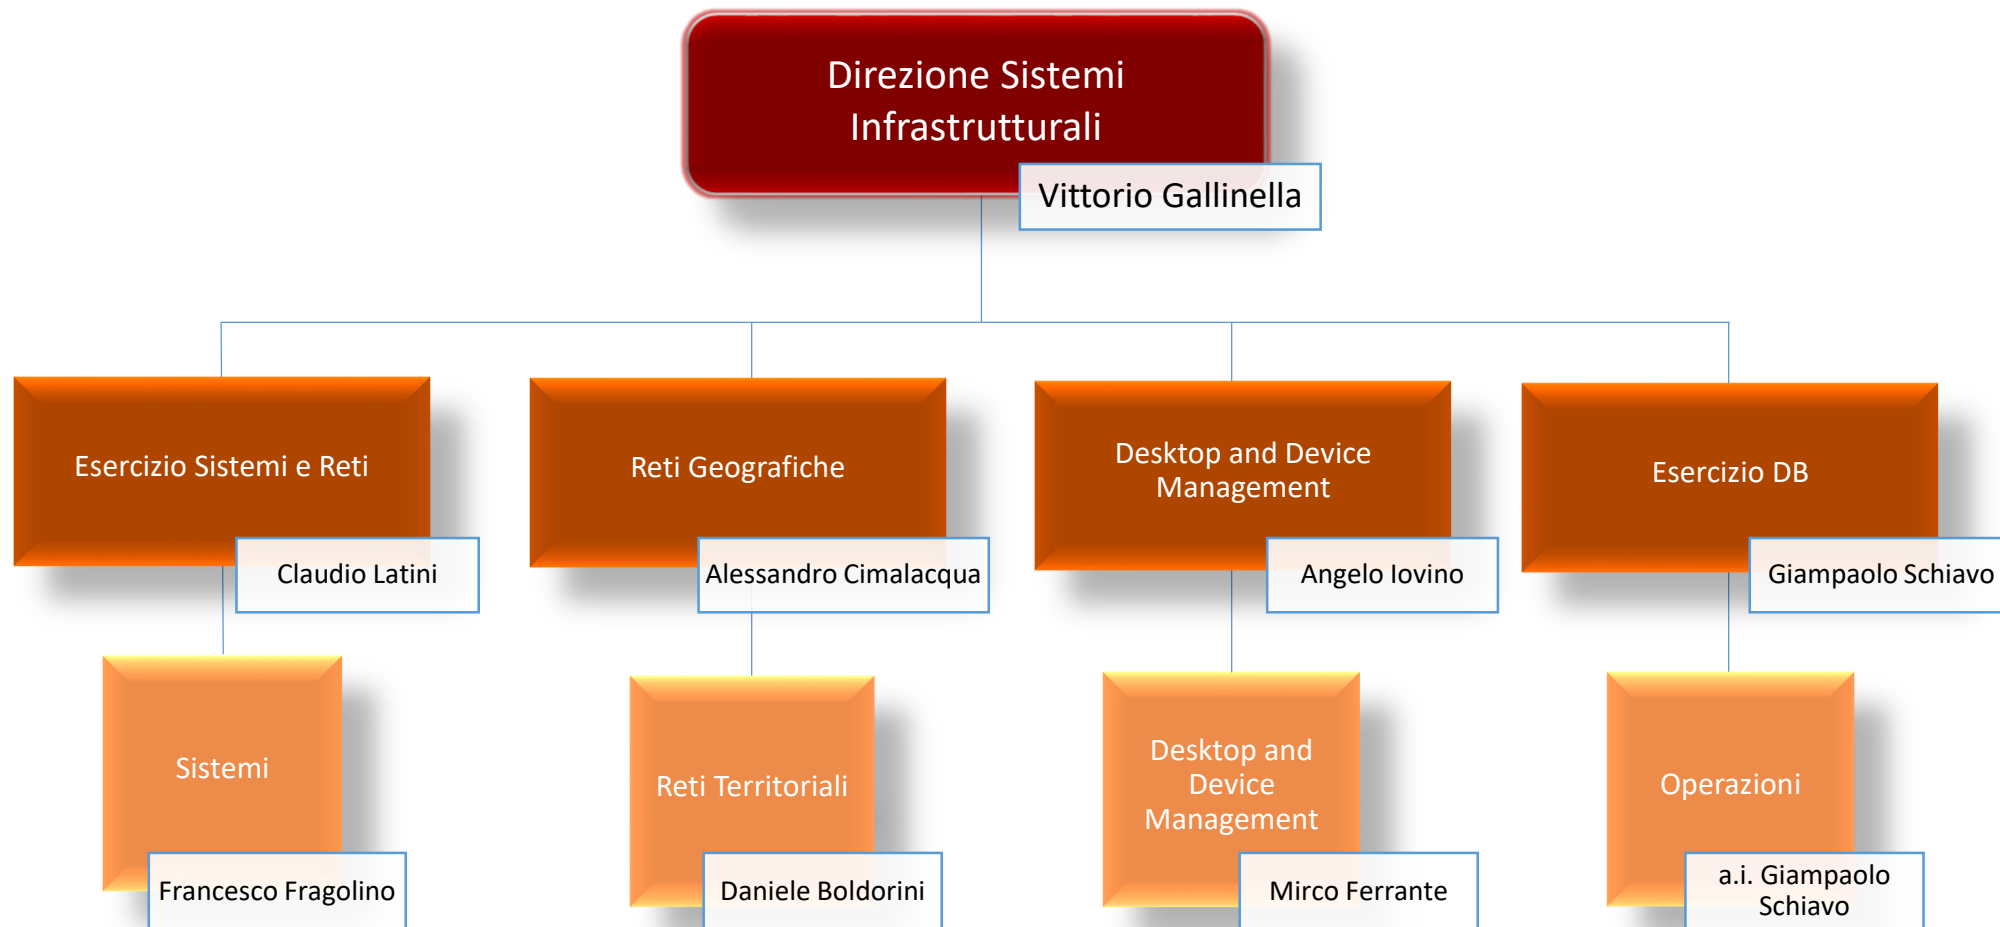 Direzione Sistemi
Infrastrutturali
Vittorio Gallinella
Esercizio Sistemi e Reti
Claudio Latini
Reti Geografiche
Alessandro Cimalacqua
Desktop and Device
Management
Angelo Iovino
Esercizio DB
Giampaolo Schiavo
Sistemi
Francesco Fragolino
Reti Territoriali
Daniele Boldorini
Desktop and
Device
Management
Mirco Ferrante
Operazioni
a.i. Giampaolo
Schiavo